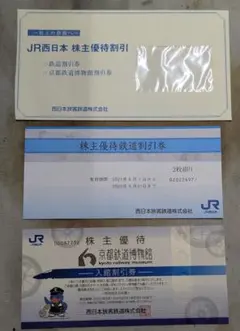 JR西日本 株主優待割引
・鉄道割引券
・京都鉄道博物館割引券
西日本旅客鉄道株式会社
株主優待鉄道割引券
2枚綴り
JR
西日本旅客鉄道株式会社
JR
株主優待
京都鉄道博物館
kyoto railway museum
入館割引券
西日本旅客鉄道株式会社